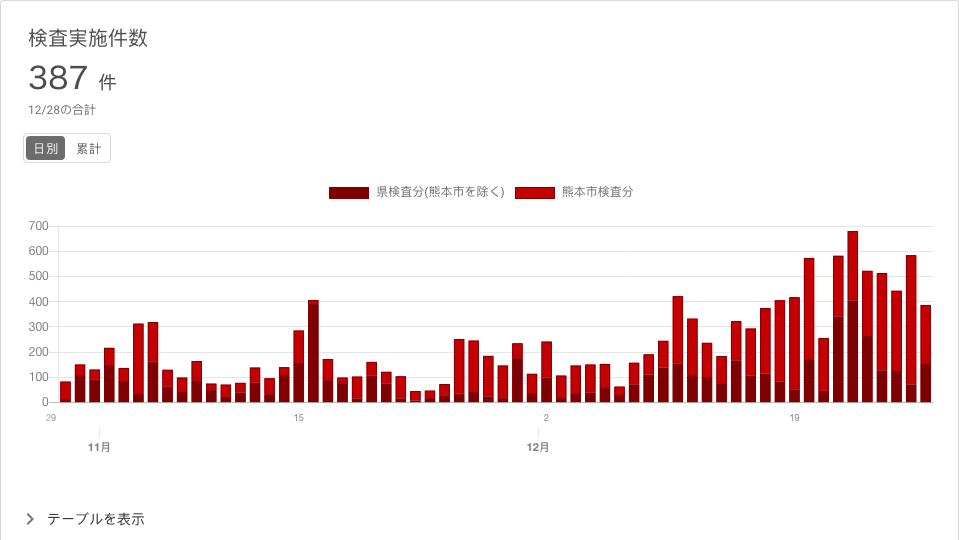 検査実施件数
387 件
12/28の合計
日別 累計
県検査分(熊本市を除く) 熊本市検査分
700
600
500
400
300
200
100
0
29 15 2 19
11月 12月
テーブルを表示